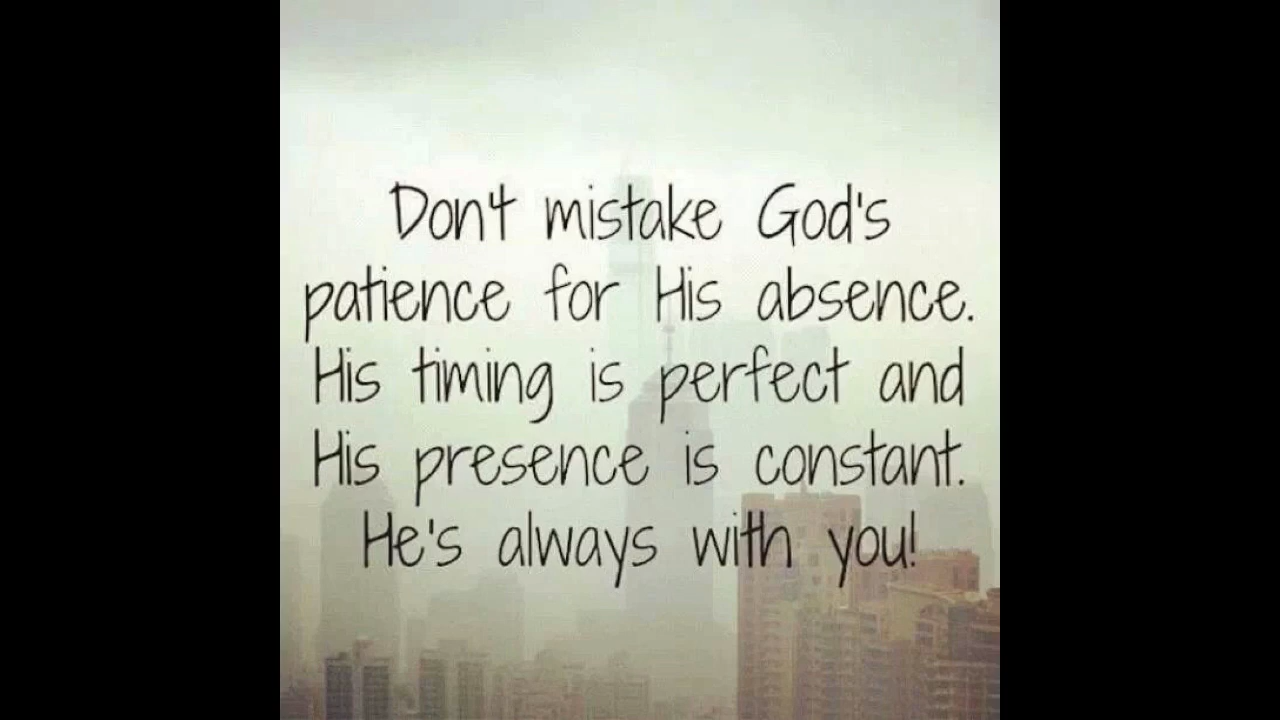 Don't mistake God's
patience for His absence.
His timing is perfect and
His presence is constant.
He's always with you!